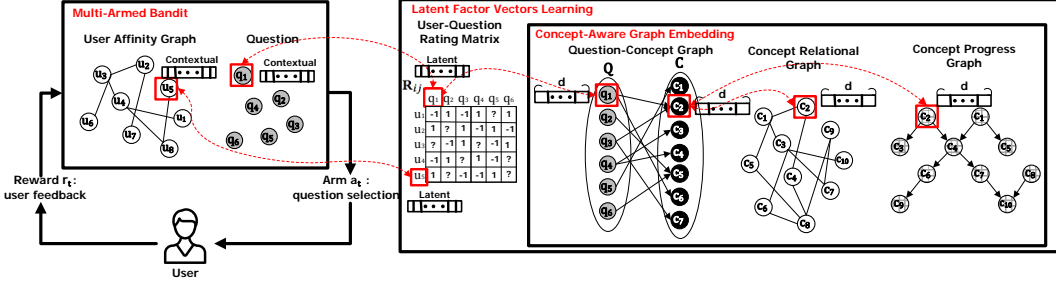 Multi-Armed Bandit
User Affinity Graph
Question
Contextual
Contextual
u₃
u₂
u₅
u₄
u₁
u₆
u₇
u₈
q₁
q₂
q₄
q₃
q₅
q₆
Reward rₜ:
user feedback
Arm aₜ :
question selection
User
Latent Factor Vectors Learning
User-Question
Rating Matrix
Latent
Rᵢⱼ
q₁ q₂ q₃ q₄ q₅ q₆
u₁ -1 1 -1 1 ? 1
u₂ 1 ? 1 -1 1 -1
u₃ ? -1 1 1 -1 ?
u₄ -1 1 ? 1 -1 ?
u₅ 1 ? -1 -1 1 ?
Latent
Concept-Aware Graph Embedding
Question-Concept Graph
Q
C
d
d
q₁
q₂
q₃
q₄
q₅
q₆
c₁
c₂
c₃
c₄
c₅
c₆
c₇
Concept Relational
Graph
d
c₂
c₁
c₉
c₃
c₁₀
c₅
c₄
c₇
c₆
c₈
Concept Progress
Graph
d
c₂
c₁
c₃
c₄
c₅
c₆
c₇
c₈
c₉
c₁₀